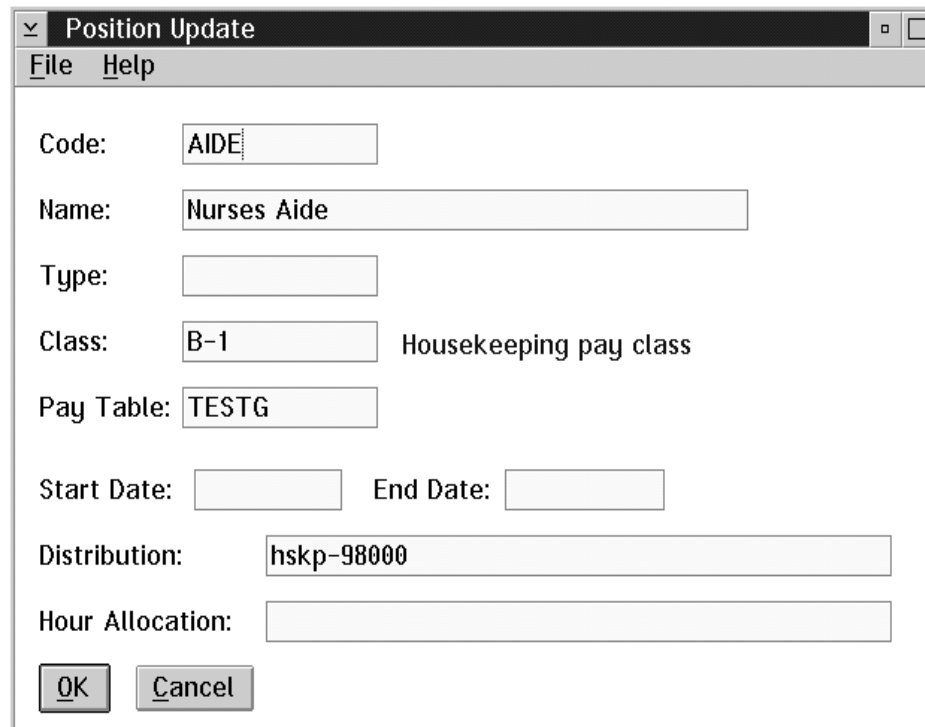 Position Update
File Help
Code: AIDE
Name: Nurses Aide
Type:
Class: B-1 Housekeeping pay class
Pay Table: TESTG
Start Date: End Date:
Distribution: hskp-98000
Hour Allocation:
OK Cancel